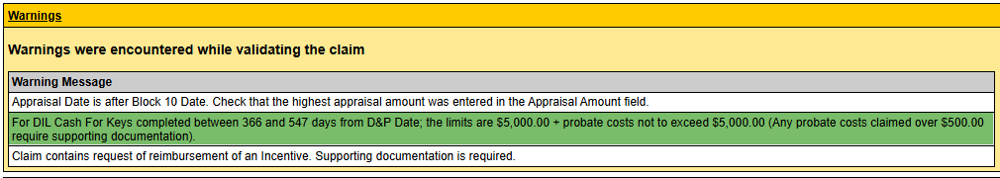 Warnings
Warnings were encountered while validating the claim
Warning Message
Appraisal Date is after Block 10 Date. Check that the highest appraisal amount was entered in the Appraisal Amount field.
For DIL Cash For Keys completed between 366 and 547 days from D&P Date; the limits are $5,000.00 + probate costs not to exceed $5,000.00 (Any probate costs claimed over $500.00
require supporting documentation).
Claim contains request of reimbursement of an Incentive. Supporting documentation is required.